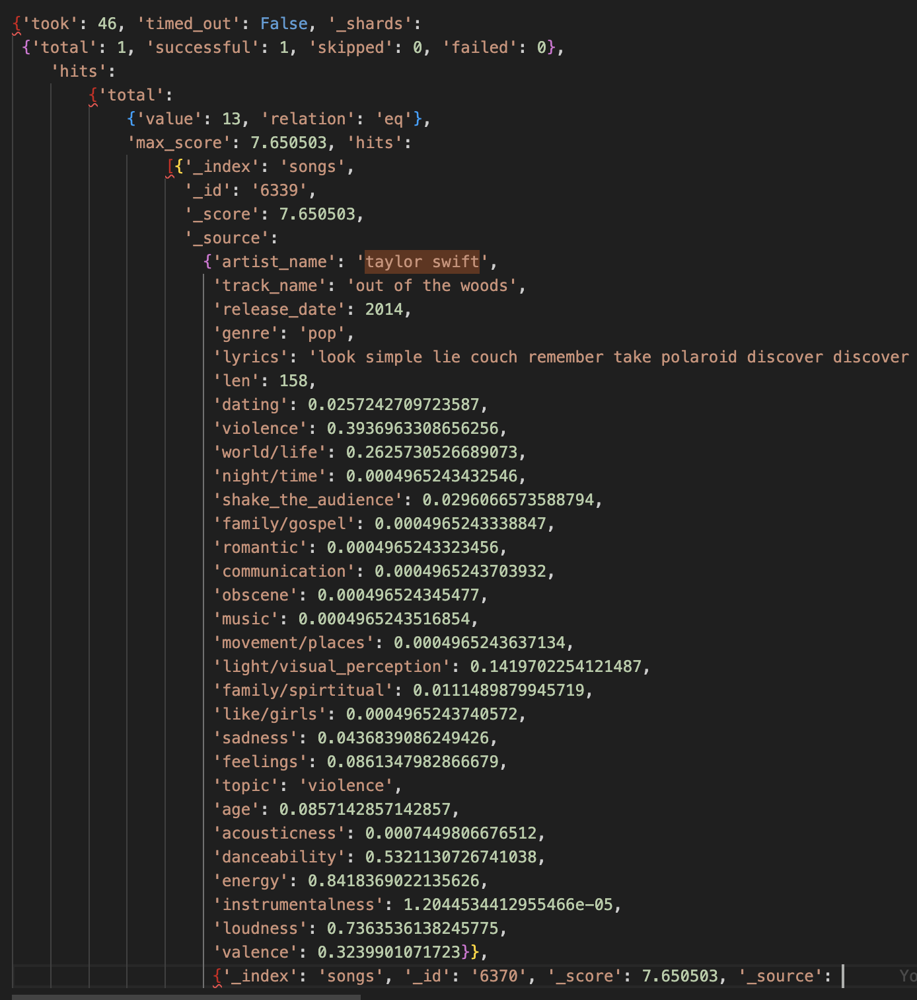 {'took': 46, 'timed_out': False, '_shards':
{'total': 1, 'successful': 1, 'skipped': 0, 'failed': 0},
'hits':
{'total':
{'value': 13, 'relation': 'eq'},
'max_score': 7.650503, 'hits':
[{'_index': 'songs',
'_id': '6339',
'_score': 7.650503,
'_source':
{'artist_name': 'taylor swift',
'track_name': 'out of the woods',
'release_date': 2014,
'genre': 'pop',
'lyrics': 'look simple lie couch remember take polaroid discover discover
'len': 158,
'dating': 0.0257242709723587,
'violence': 0.3936963308656256,
'world/life': 0.2625730526689073,
'night/time': 0.0004965243432546,
'shake_the_audience': 0.0296066573588794,
'family/gospel': 0.0004965243338847,
'romantic': 0.0004965243323456,
'communication': 0.0004965243703932,
'obscene': 0.000496524345477,
'music': 0.0004965243516854,
'movement/places': 0.0004965243637134,
'light/visual_perception': 0.1419702254121487,
'family/spirtitual': 0.0111489879945719,
'like/girls': 0.0004965243740572,
'sadness': 0.0436839086249426,
'feelings': 0.0861347982866679,
'topic': 'violence',
'age': 0.0857142857142857,
'acousticness': 0.0007449806676512,
'danceability': 0.5321130726741038,
'energy': 0.8418369022135626,
'instrumentalness': 1.2044534412955466e-05,
'loudness': 0.7363536138245775,
'valence': 0.3239901071723}},
{'_index': 'songs', '_id': '6370', '_score': 7.650503, '_source': Yo